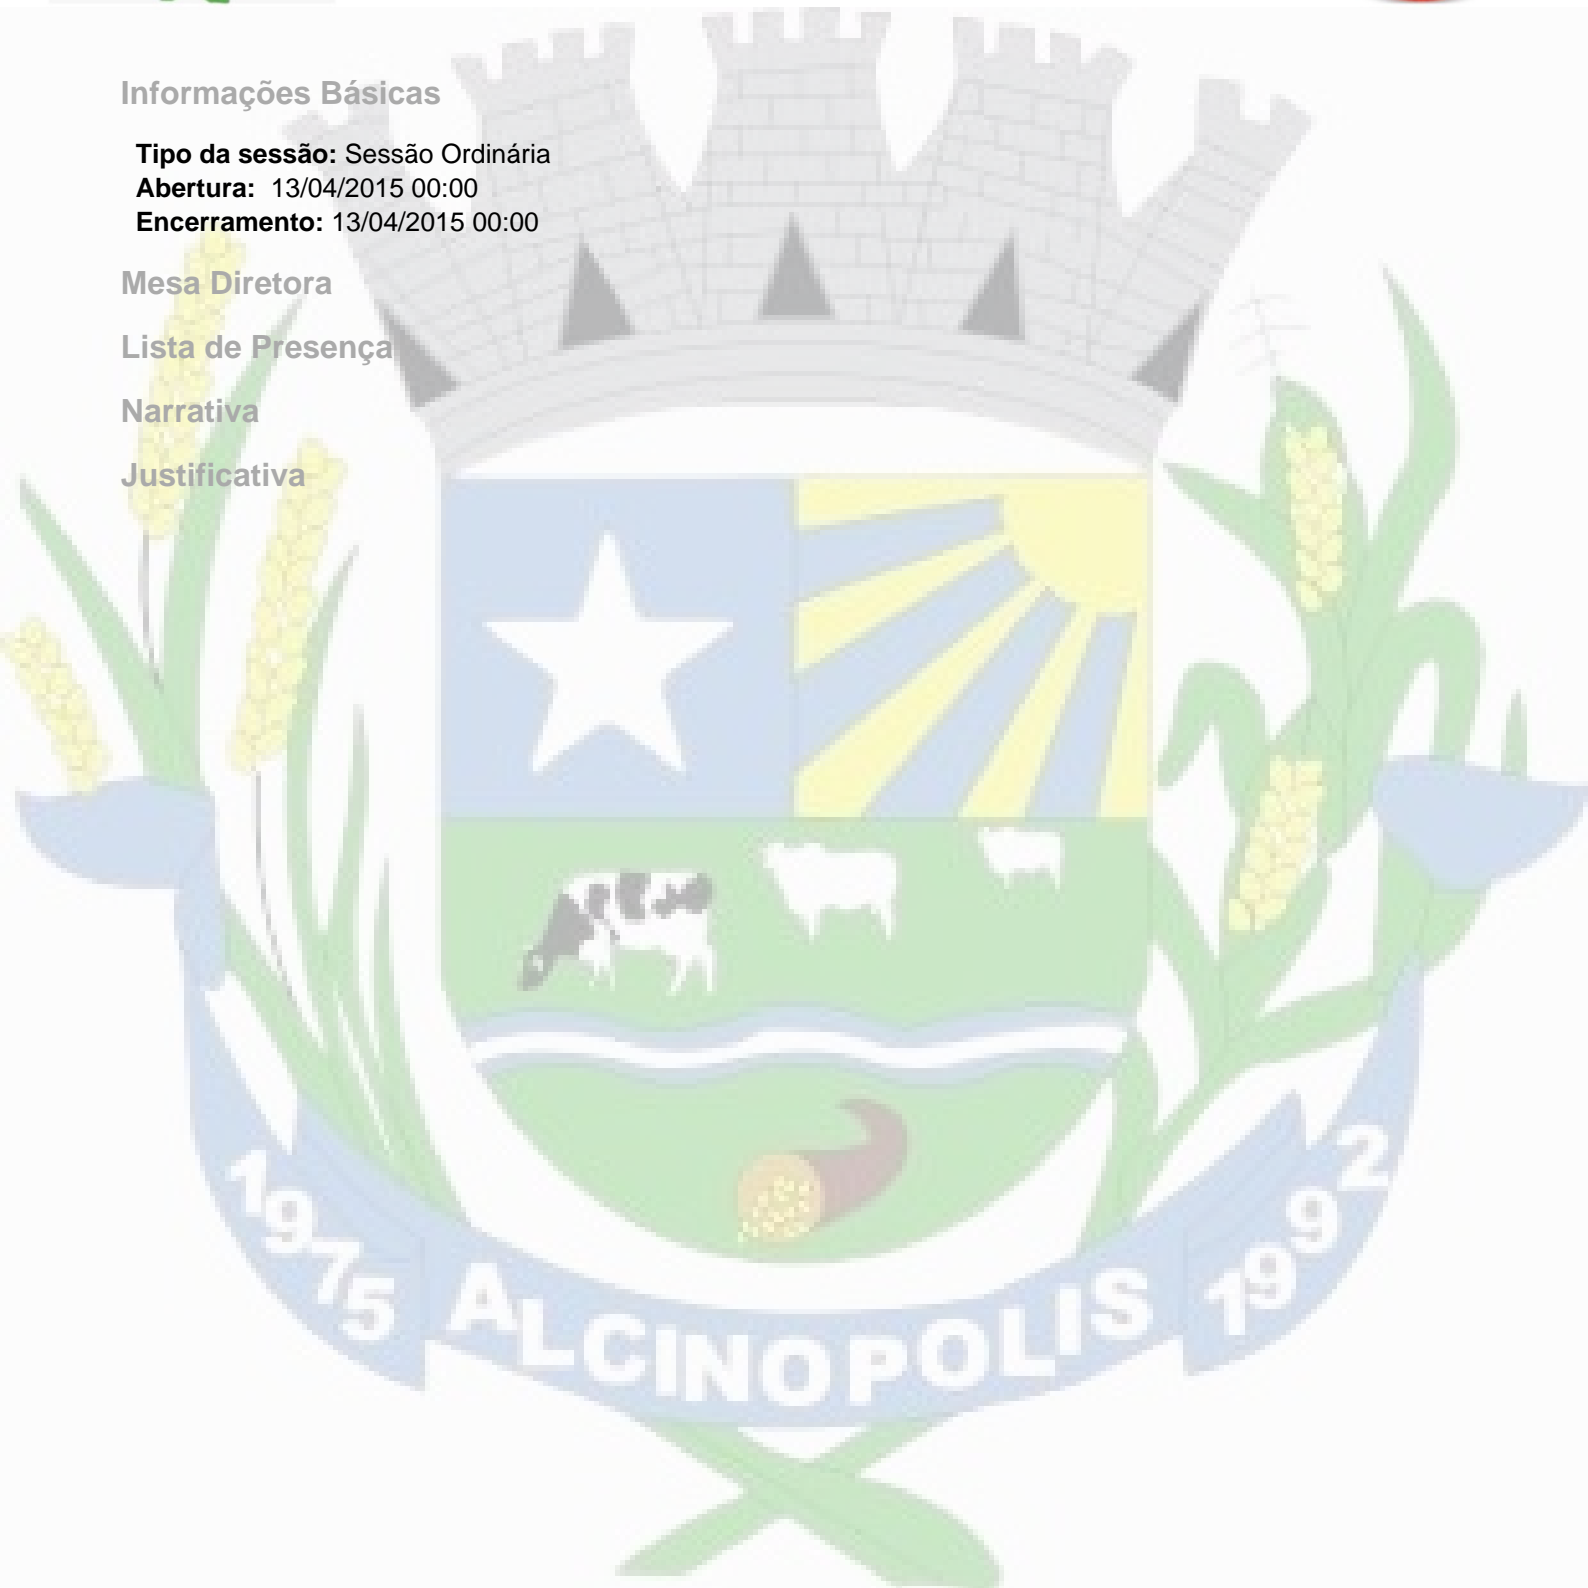 Informações Básicas
Tipo da sessão: Sessão Ordinária
Abertura: 13/04/2015 00:00
Encerramento: 13/04/2015 00:00
Mesa Diretora
Lista de Presença
Narrativa
Justificativa
1975 ALCINOPOLIS 1992